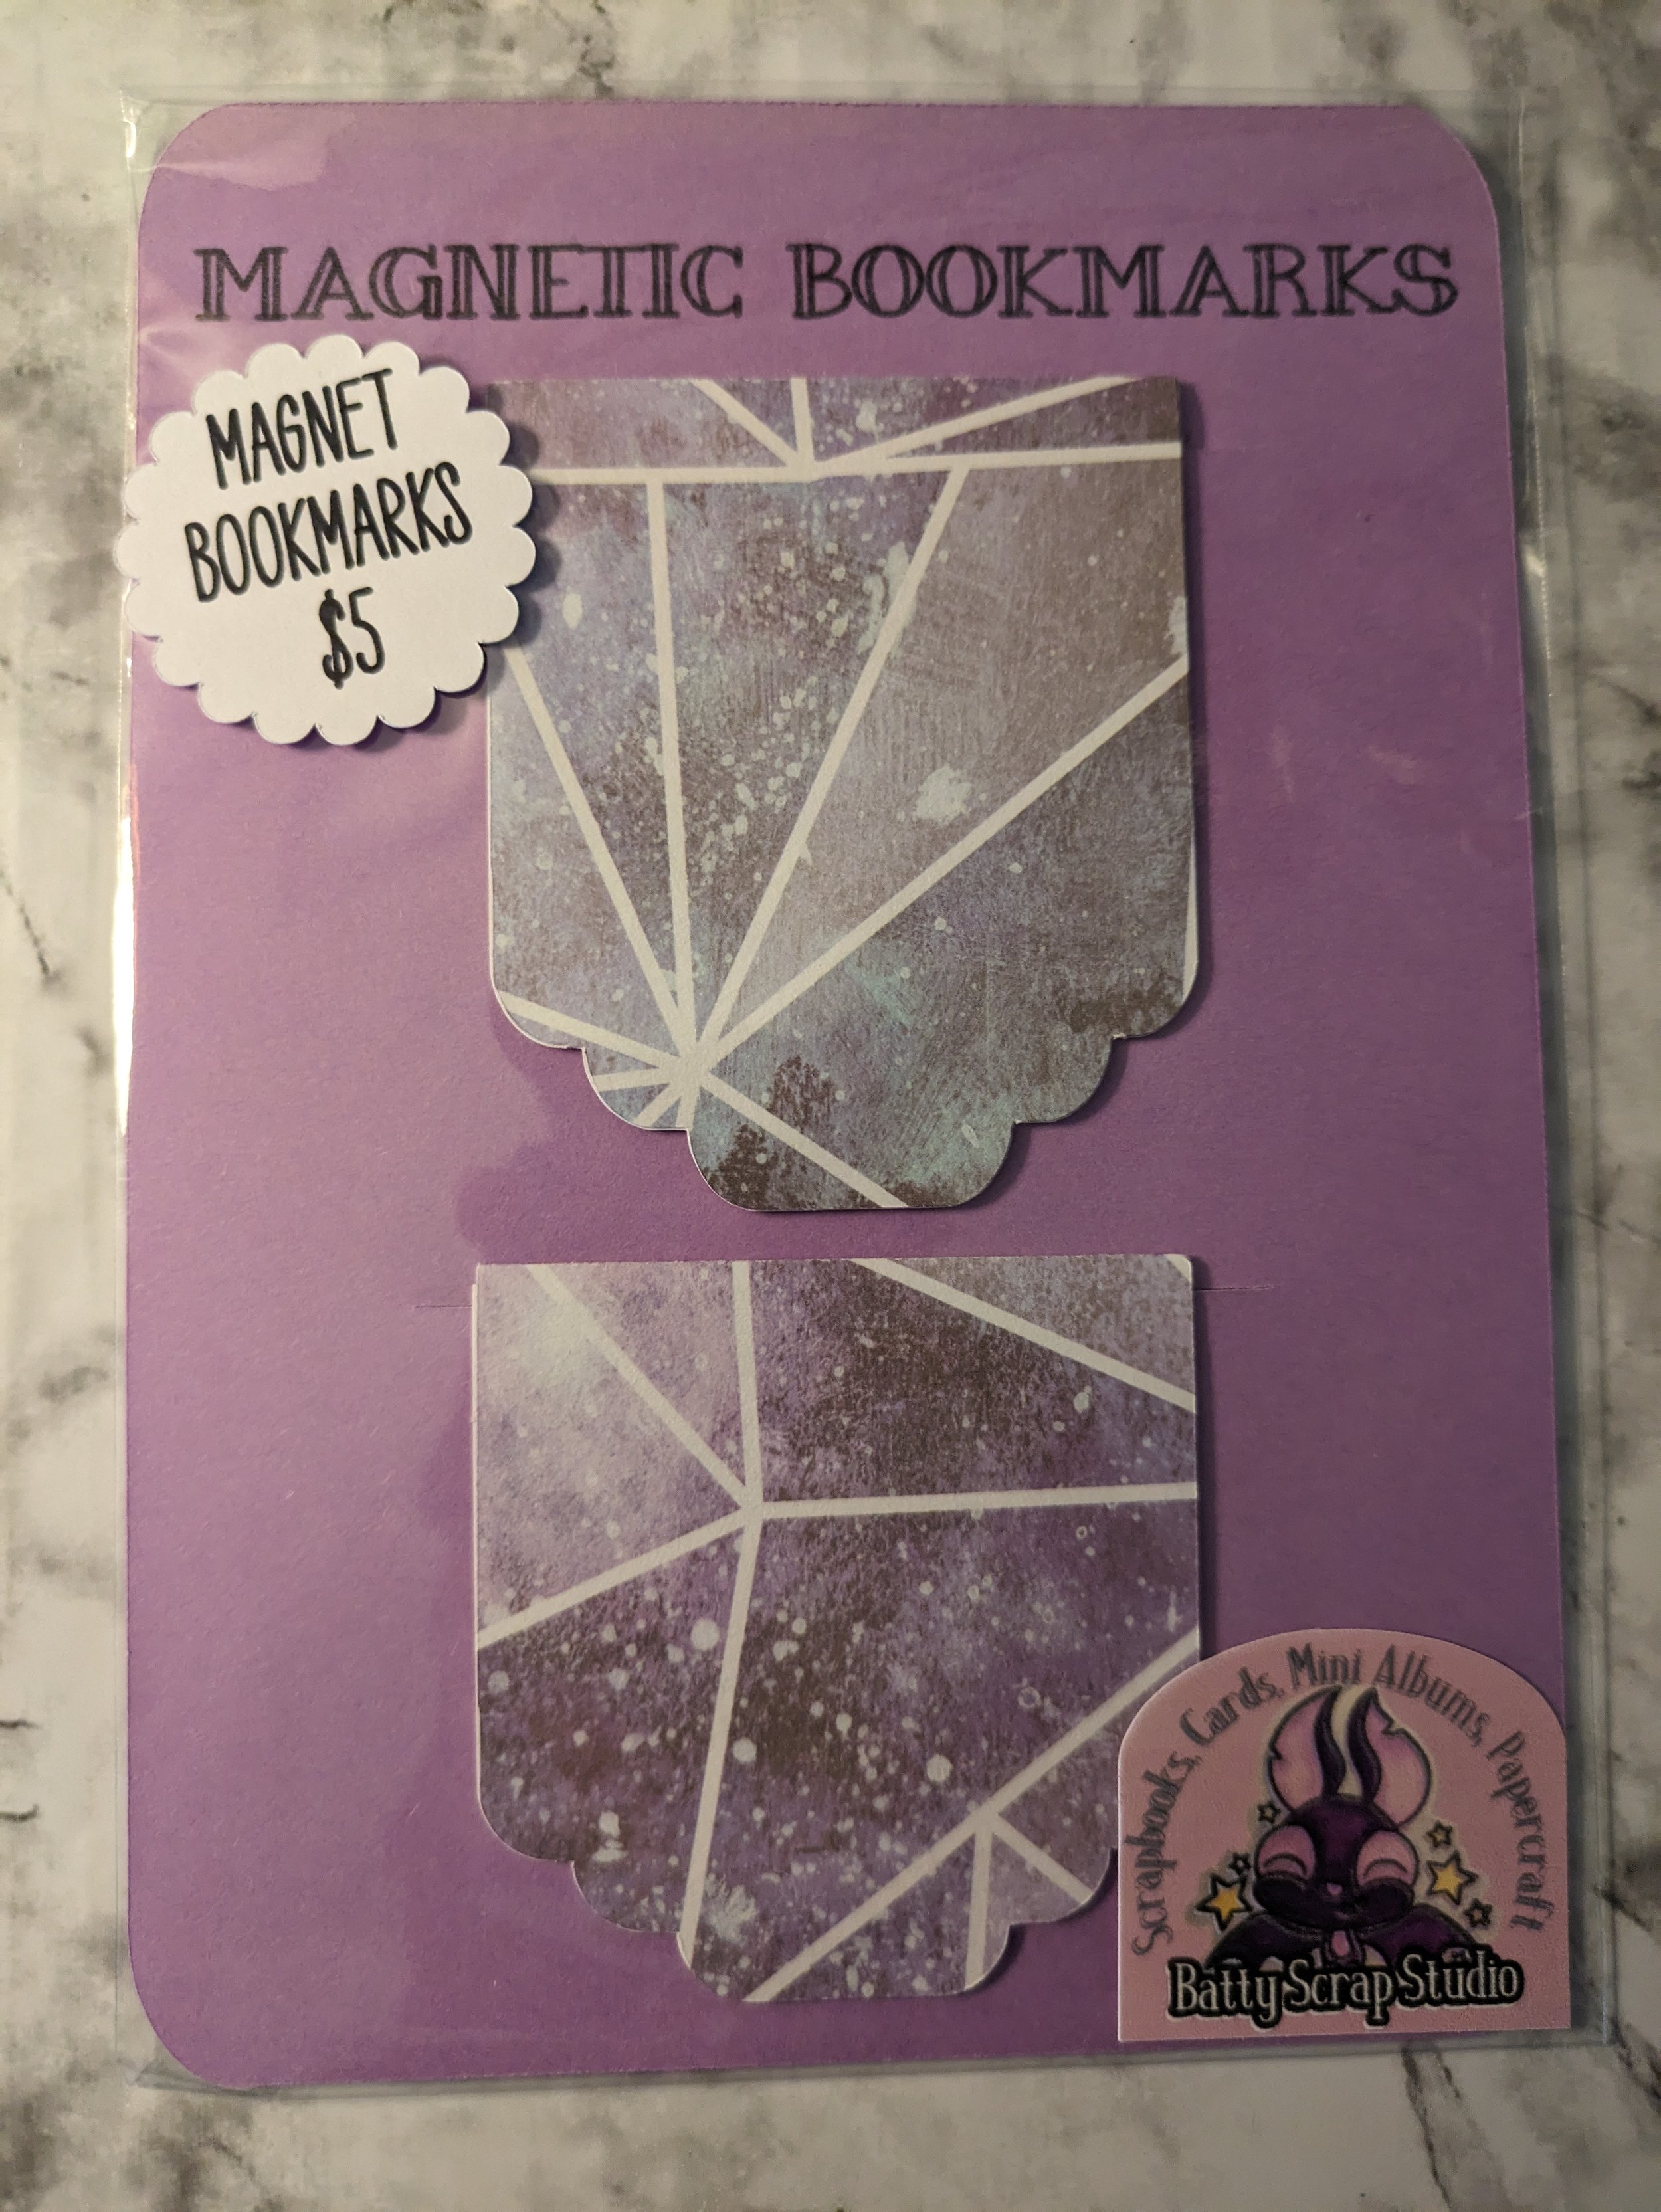 MAGNETIC BOOKMARKS
MAGNET
BOOKMARKS
$5
Scrapbooks, Cards, Mini Albums, Papercraft
Batty Scrap Studio